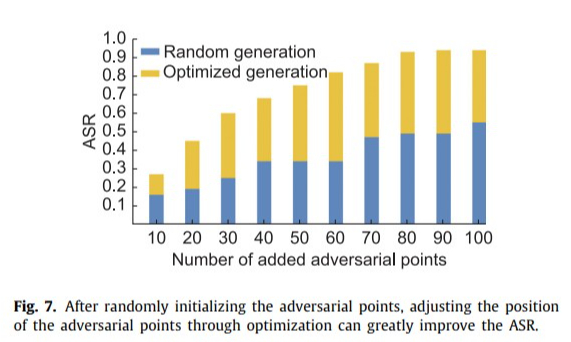 1.0
0.9
0.8
0.7
0.6
0.5
0.4
0.3
0.2
0.1
ASR
Random generation
Optimized generation
10 20 30 40 50 60 70 80 90 100
Number of added adversarial points
Fig. 7. After randomly initializing the adversarial points, adjusting the position
of the adversarial points through optimization can greatly improve the ASR.